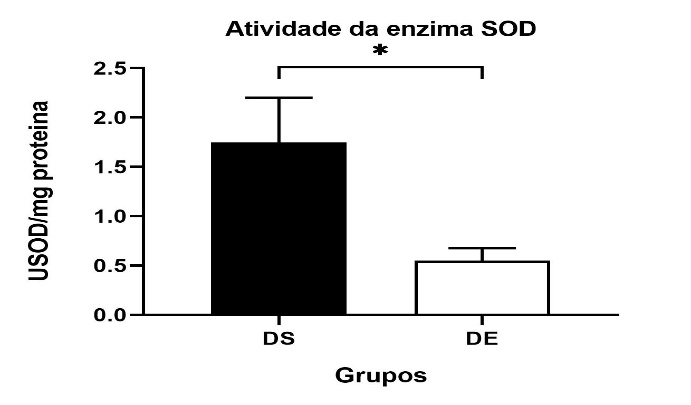 Atividade da enzima SOD
*
2.5
2.0
1.5
1.0
0.5
0.0
USOD/mg proteina
DS DE
Grupos